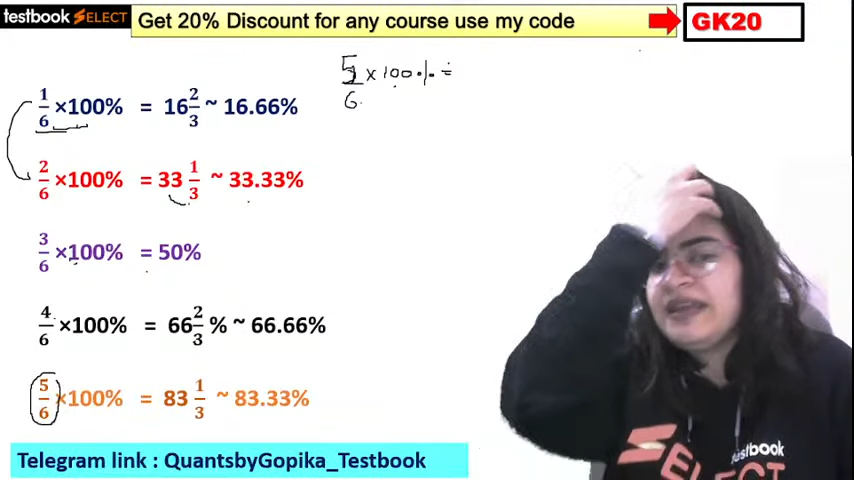 testbook SELECT
Get 20% Discount for any course use my code
GK20
5/6 × 100% =
1/6 ×100% = 16 2/3 ~ 16.66%
2/6 ×100% = 33 1/3 ~ 33.33%
3/6 ×100% = 50%
4/6 ×100% = 66 2/3 % ~ 66.66%
5/6 ×100% = 83 1/3 ~ 83.33%
Telegram link : QuantsbyGopika_Testbook
testbook
SELECT